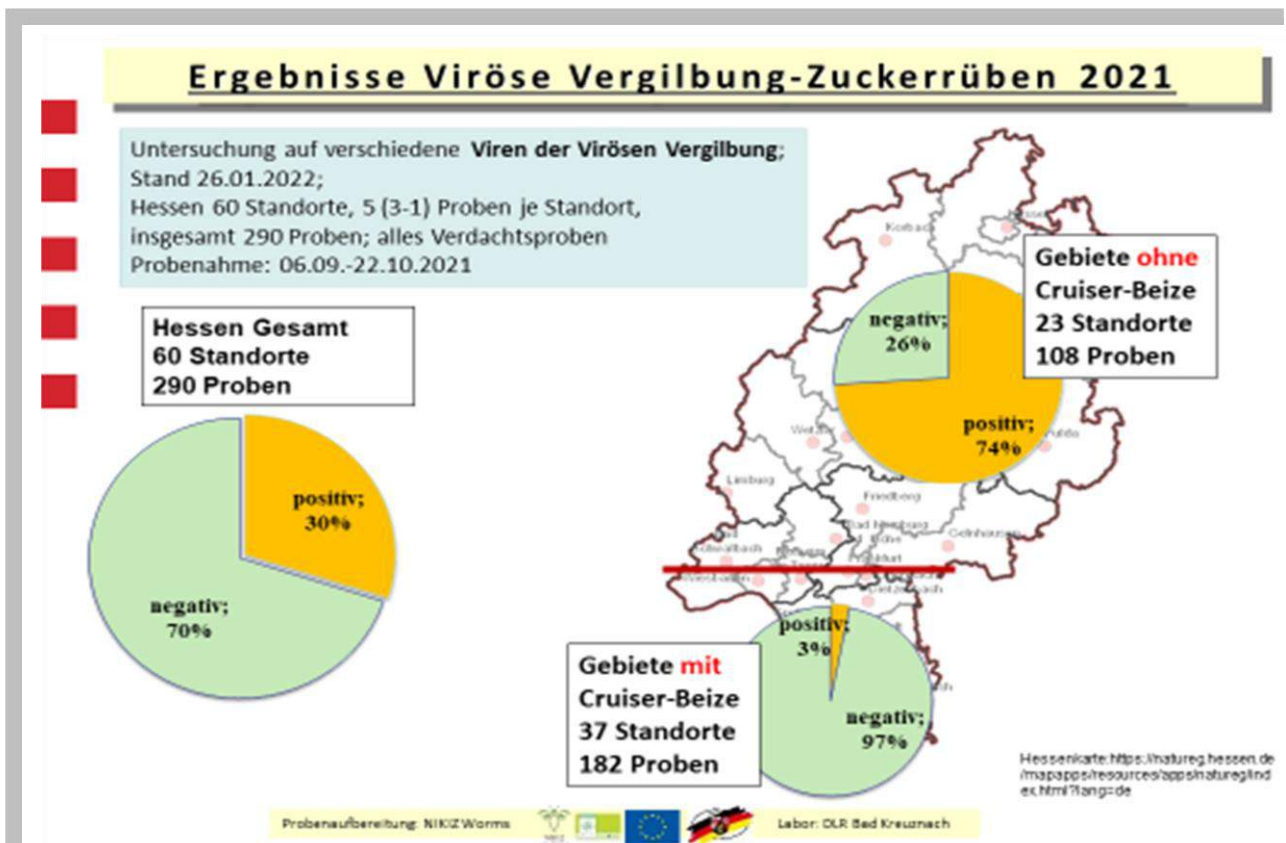 Ergebnisse Viröse Vergilbung-Zuckerrüben 2021
Untersuchung auf verschiedene Viren der Virösen Vergilbung;
Stand 26.01.2022;
Hessen 60 Standorte, 5 (3-1) Proben je Standort,
insgesamt 290 Proben; alles Verdachtsproben
Probenahme: 06.09.-22.10.2021
Hessen Gesamt
60 Standorte
290 Proben
positiv;
30%
negativ;
70%
Korbach
Gebiete ohne
Cruiser-Beize
23 Standorte
108 Proben
negativ;
26%
positiv;
74%
Limburg
Friedberg
Gelnhausen
Wiesbaden
Gebiete mit
Cruiser-Beize
37 Standorte
182 Proben
positiv;
3%
negativ;
97%
Hessenkarte:https://natureg.hessen.de
/mapapps/resources/apps/natureg/ind
ex.html?lang=de
Probenaufbereitung: NIKIZ Worms
Labor: DLR Bad Kreuznach